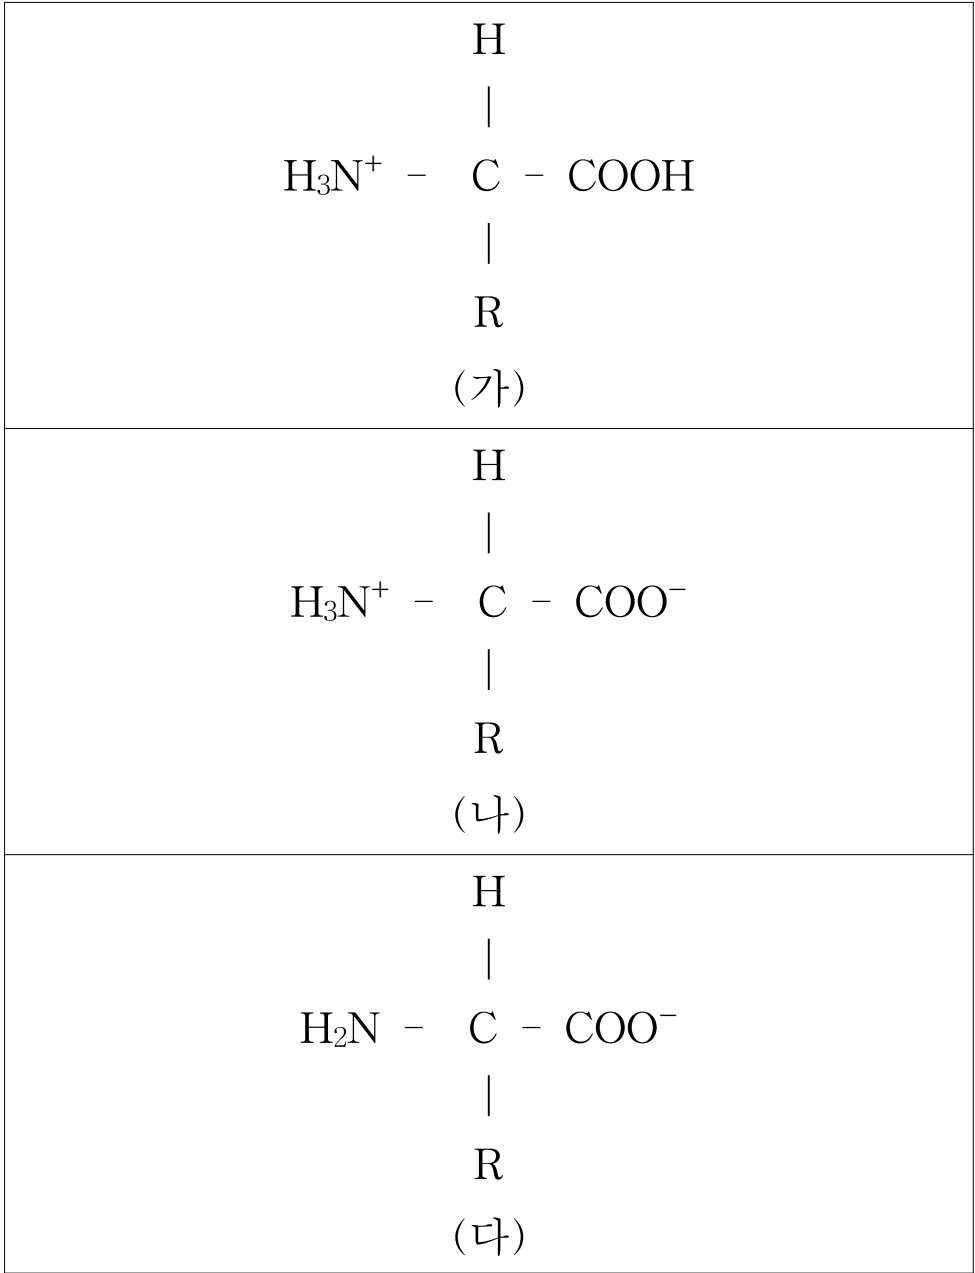 H
|
H₃N⁺ - C - COOH
|
R
(가)
H
|
H₃N⁺ - C - COO⁻
|
R
(나)
H
|
H₂N - C - COO⁻
|
R
(다)